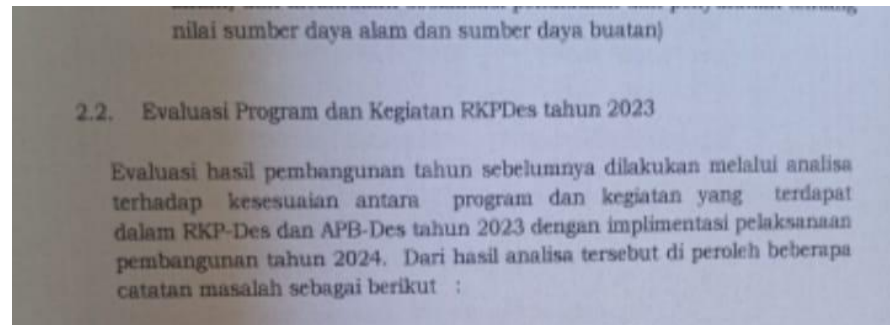 nilai sumber daya alam dan sumber daya buatan)
2.2. Evaluasi Program dan Kegiatan RKPDes tahun 2023
Evaluasi hasil pembangunan tahun sebelumnya dilakukan melalui analisa
terhadap kesesuaian antara program dan kegiatan yang terdapat
dalam RKP-Des dan APB-Des tahun 2023 dengan implimentasi pelaksanaan
pembangunan tahun 2024. Dari hasil analisa tersebut di peroleh beberapa
catatan masalah sebagai berikut :